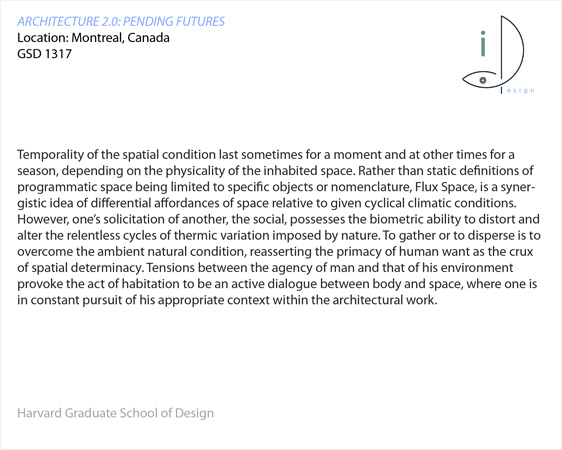 ARCHITECTURE 2.0: PENDING FUTURES
Location: Montreal, Canada
GSD 1317
i
esign
Temporality of the spatial condition last sometimes for a moment and at other times for a
season, depending on the physicality of the inhabited space. Rather than static definitions of
programmatic space being limited to specific objects or nomenclature, Flux Space, is a syner-
gistic idea of differential affordances of space relative to given cyclical climatic conditions.
However, one's solicitation of another, the social, possesses the biometric ability to distort and
alter the relentless cycles of thermic variation imposed by nature. To gather or to disperse is to
overcome the ambient natural condition, reasserting the primacy of human want as the crux
of spatial determinacy. Tensions between the agency of man and that of his environment
provoke the act of habitation to be an active dialogue between body and space, where one is
in constant pursuit of his appropriate context within the architectural work.
Harvard Graduate School of Design